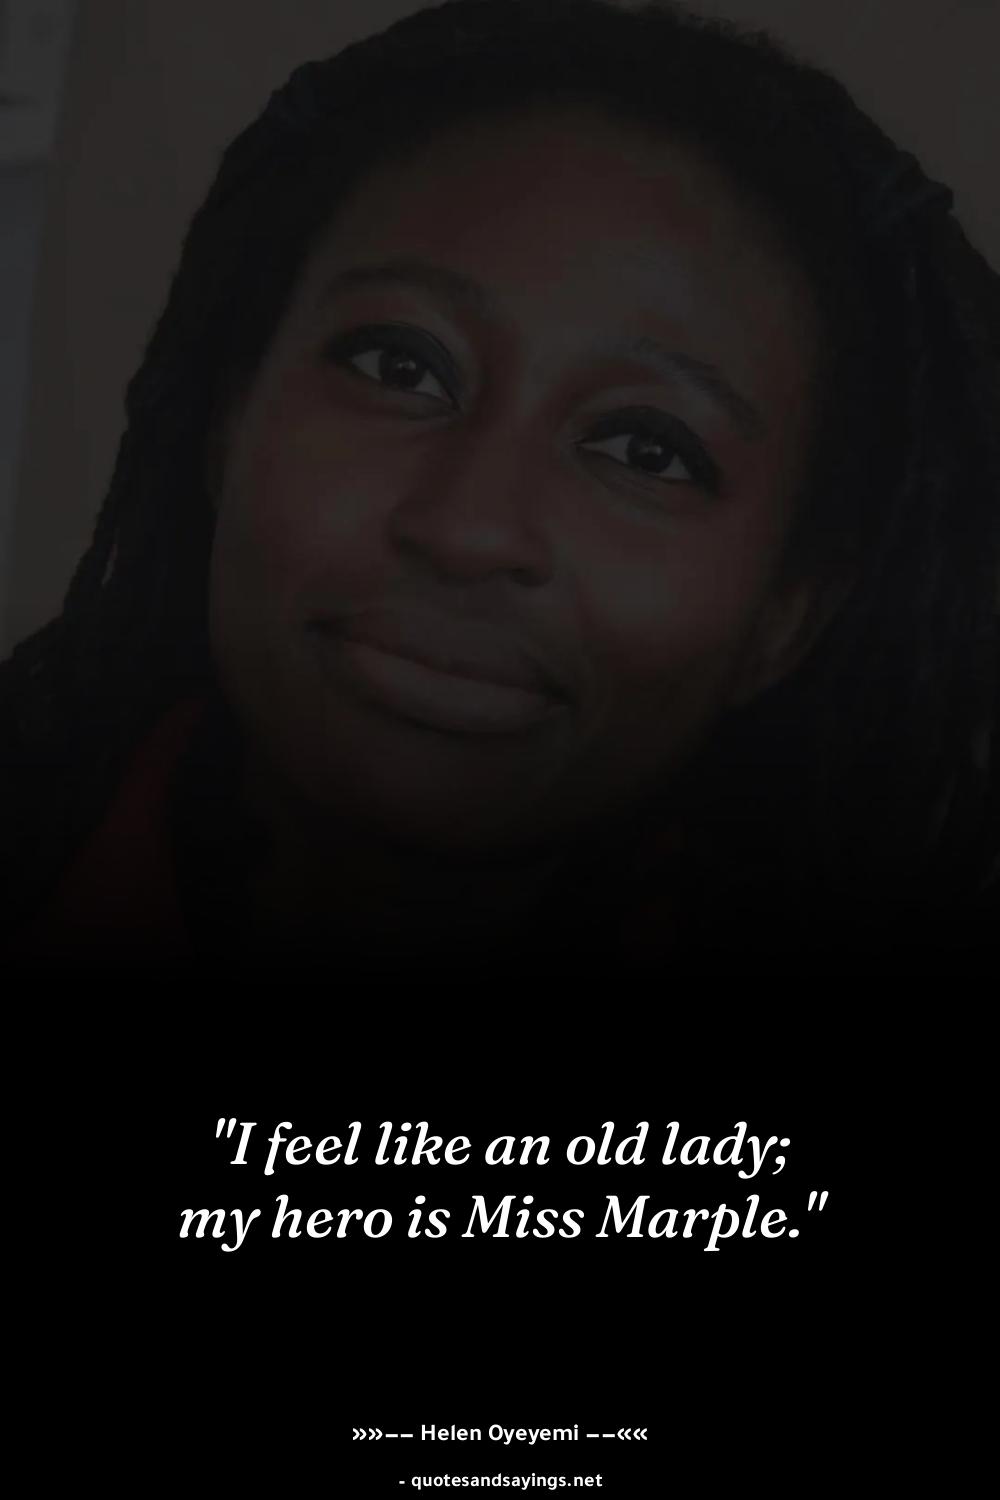 "I feel like an old lady;
my hero is Miss Marple."
»»−− Helen Oyeyemi −−««
- quotesandsayings.net